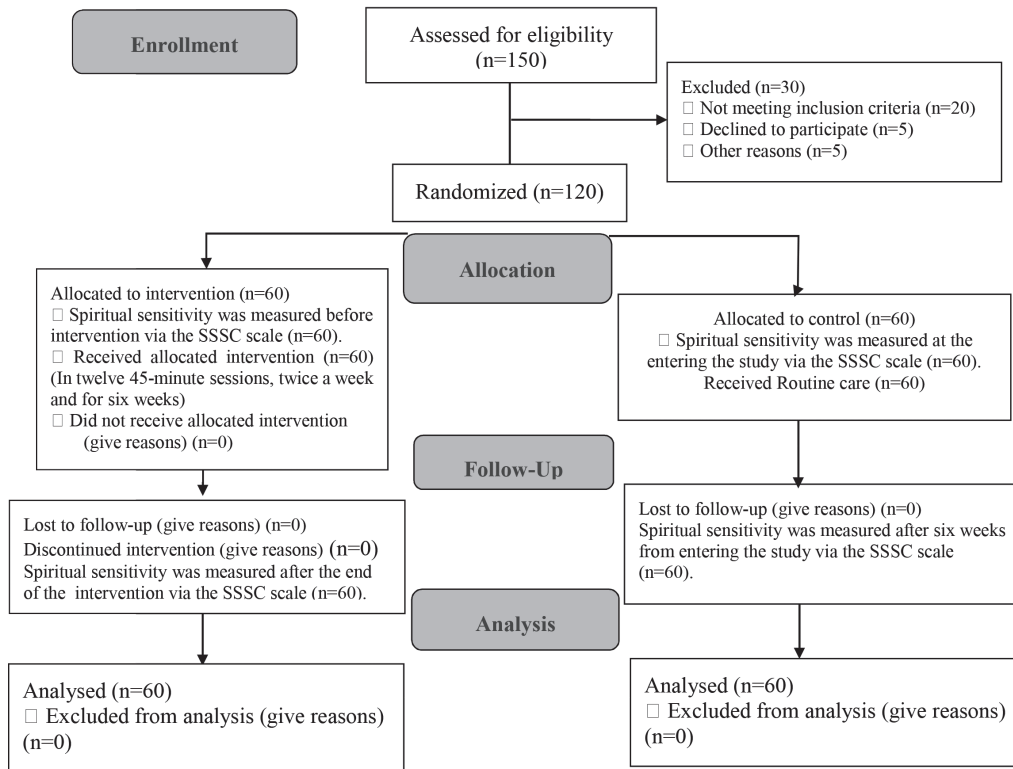 Enrollment
Assessed for eligibility
(n=150)
Excluded (n=30)
□ Not meeting inclusion criteria (n=20)
□ Declined to participate (n=5)
□ Other reasons (n=5)
Randomized (n=120)
Allocation
Allocated to intervention (n=60)
□ Spiritual sensitivity was measured before
intervention via the SSSC scale (n=60).
□ Received allocated intervention (n=60)
(In twelve 45-minute sessions, twice a week
and for six weeks)
□ Did not receive allocated intervention
(give reasons) (n=0)
Allocated to control (n=60)
□ Spiritual sensitivity was measured at the
entering the study via the SSSC scale (n=60).
Received Routine care (n=60)
Follow-Up
Lost to follow-up (give reasons) (n=0)
Discontinued intervention (give reasons) (n=0)
Spiritual sensitivity was measured after the end
of the intervention via the SSSC scale (n=60).
Lost to follow-up (give reasons) (n=0)
Spiritual sensitivity was measured after six weeks
from entering the study via the SSSC scale
(n=60).
Analysis
Analysed (n=60)
□ Excluded from analysis (give reasons)
(n=0)
Analysed (n=60)
□ Excluded from analysis (give reasons)
(n=0)